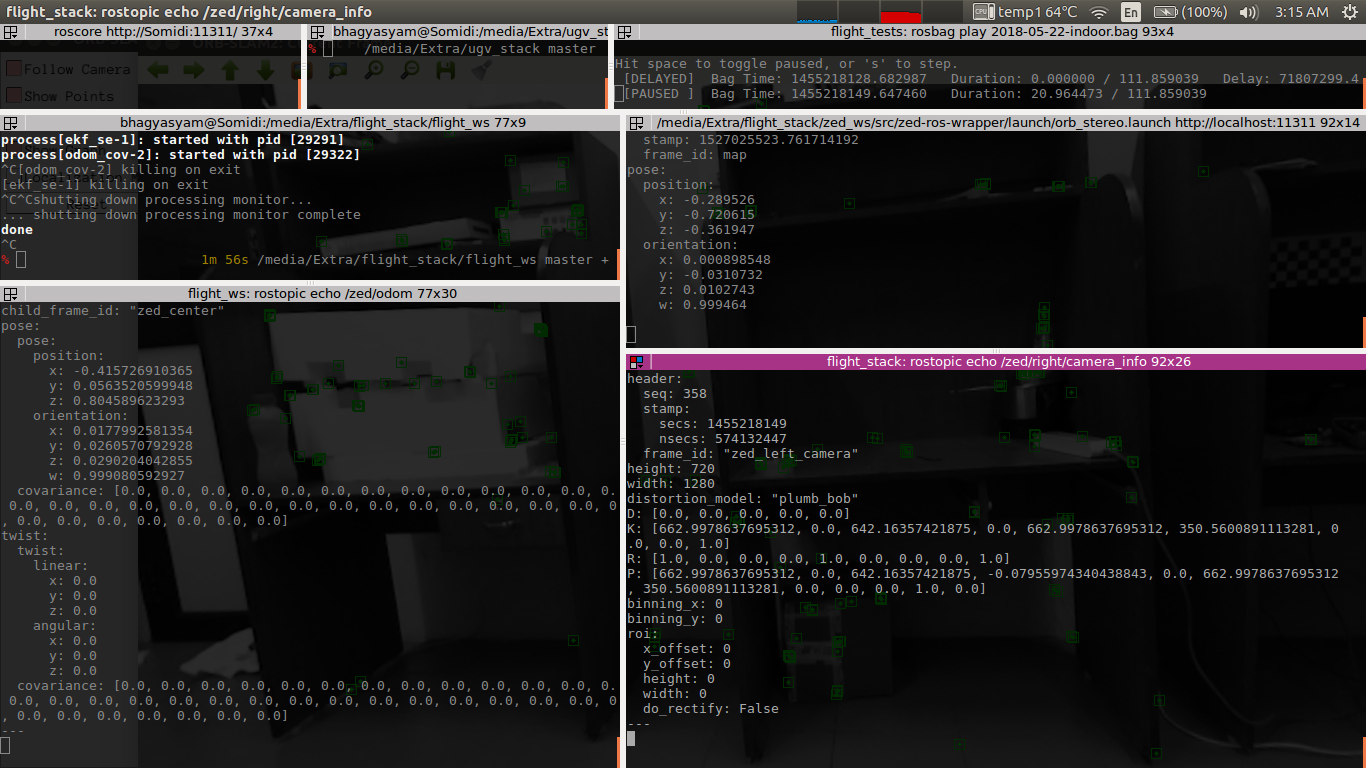 flight_stack: rostopic echo /zed/right/camera_info
temp1 64°C
En
(100%)
3:15 AM
roscore http://Somidi:11311/ 37x4
Follow Camera
Show Points
bhagyasyam@Somidi:/media/Extra/ugv_st
% /media/Extra/ugv_stack master
flight_tests: rosbag play 2018-05-22-indoor.bag 93x4
Hit space to toggle paused, or 's' to step.
[DELAYED]  Bag Time: 1455218128.682987   Duration: 0.000000 / 111.859039   Delay: 71807299.4
[PAUSED ]  Bag Time: 1455218149.647460   Duration: 20.964473 / 111.859039
bhagyasyam@Somidi:/media/Extra/flight_stack/flight_ws 77x9
process[ekf_se-1]: started with pid [29291]
process[odom_cov-2]: started with pid [29322]
^C[odom_cov-2] killing on exit
[ekf_se-1] killing on exit
^C^Cshutting down processing monitor...
... shutting down processing monitor complete
done
^C
% 1m 56s /media/Extra/flight_stack/flight_ws master +
/media/Extra/flight_stack/zed_ws/src/zed-ros-wrapper/launch/orb_stereo.launch http://localhost:11311 92x14
stamp: 1527025523.761714192
frame_id: map
pose:
position:
x: -0.289526
y: -0.720615
z: -0.361947
orientation:
x: 0.000898548
y: -0.0310732
z: 0.0102743
w: 0.999464
flight_ws: rostopic echo /zed/odom 77x30
child_frame_id: "zed_center"
pose:
pose:
position:
x: -0.415726910365
y: 0.0563520599948
z: 0.804589623293
orientation:
x: 0.0177992581354
y: 0.0260570792928
z: 0.0290204042855
w: 0.999080592927
covariance: [0.0, 0.0, 0.0, 0.0, 0.0, 0.0, 0.0, 0.0, 0.0, 0.0, 0.0, 0.0, 0.
0, 0.0, 0.0, 0.0, 0.0, 0.0, 0.0, 0.0, 0.0, 0.0, 0.0, 0.0, 0.0, 0.0, 0.0, 0.0
, 0.0, 0.0, 0.0, 0.0, 0.0, 0.0, 0.0]
twist:
twist:
linear:
x: 0.0
y: 0.0
z: 0.0
angular:
x: 0.0
y: 0.0
z: 0.0
covariance: [0.0, 0.0, 0.0, 0.0, 0.0, 0.0, 0.0, 0.0, 0.0, 0.0, 0.0, 0.0, 0.
0, 0.0, 0.0, 0.0, 0.0, 0.0, 0.0, 0.0, 0.0, 0.0, 0.0, 0.0, 0.0, 0.0, 0.0, 0.0
, 0.0, 0.0, 0.0, 0.0, 0.0, 0.0, 0.0]
---
flight_stack: rostopic echo /zed/right/camera_info 92x26
header:
seq: 358
stamp:
secs: 1455218149
nsecs: 574132447
frame_id: "zed_left_camera"
height: 720
width: 1280
distortion_model: "plumb_bob"
D: [0.0, 0.0, 0.0, 0.0, 0.0]
K: [662.9978637695312, 0.0, 642.16357421875, 0.0, 662.9978637695312, 350.5600891113281, 0
.0, 0.0, 1.0]
R: [1.0, 0.0, 0.0, 0.0, 1.0, 0.0, 0.0, 0.0, 1.0]
P: [662.9978637695312, 0.0, 642.16357421875, -0.07955974340438843, 0.0, 662.9978637695312
, 350.5600891113281, 0.0, 0.0, 0.0, 1.0, 0.0]
binning_x: 0
binning_y: 0
roi:
x_offset: 0
y_offset: 0
height: 0
width: 0
do_rectify: False
---